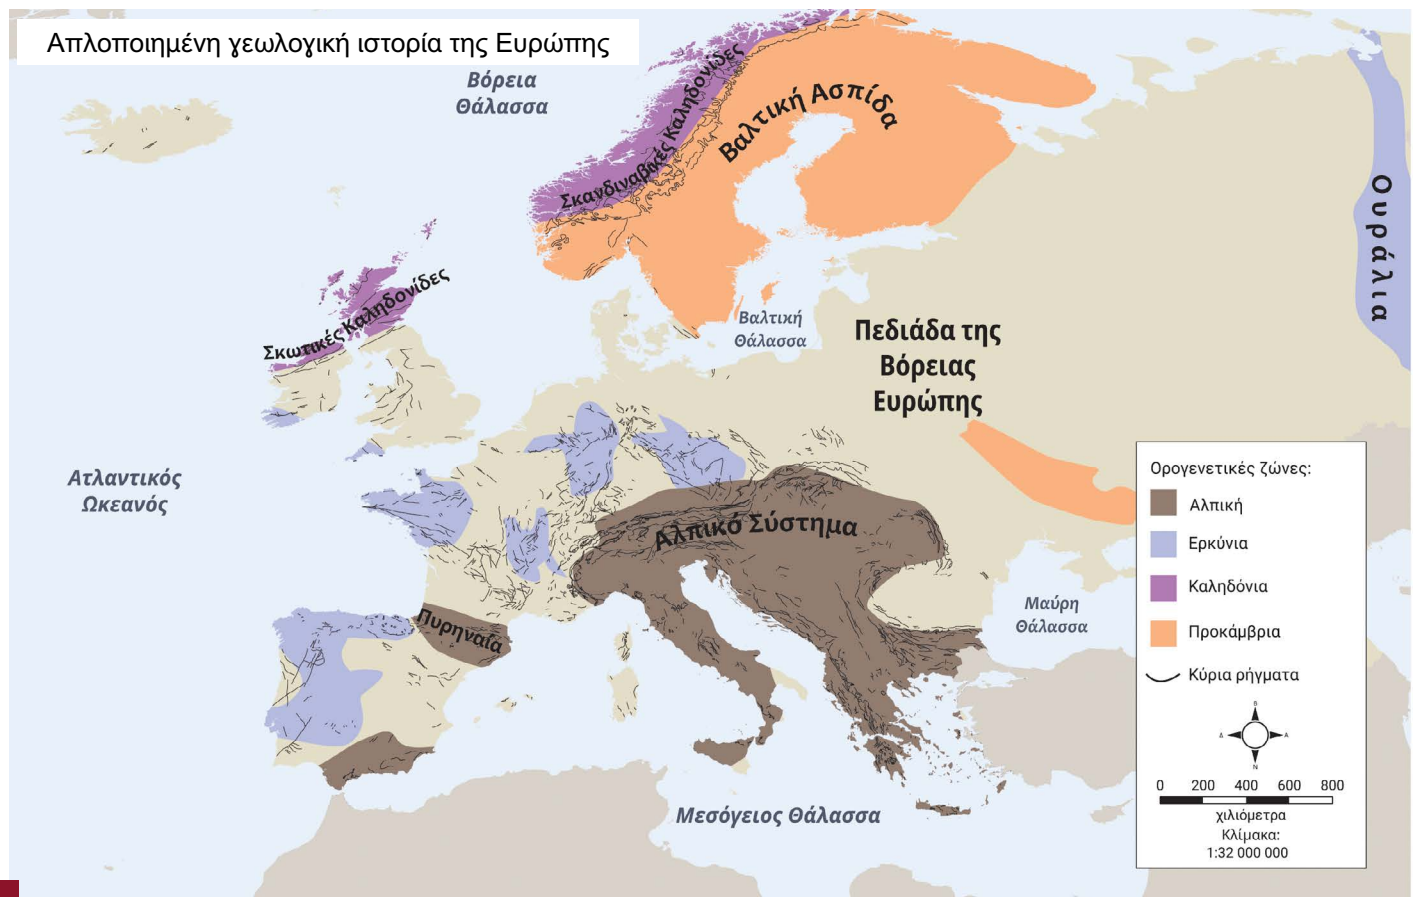 Απλοποιημένη γεωλογική ιστορία της Ευρώπης
Βόρεια
Θάλασσα
Σκανδιναβικές Καληδονίδες
Βαλτική Ασπίδα
Ουράλια
Σκωτικές Καληδονίδες
Βαλτική
Θάλασσα
Πεδιάδα της
Βόρειας
Ευρώπης
Ατλαντικός
Ωκεανός
Αλπικό Σύστημα
Πυρηναία
Μαύρη
Θάλασσα
Μεσόγειος Θάλασσα
Ορογενετικές ζώνες:
Αλπική
Ερκύνια
Καληδόνια
Προκάμβρια
Κύρια ρήγματα
Β
Δ Α
Ν
0 200 400 600 800
χιλιόμετρα
Κλίμακα:
1:32 000 000